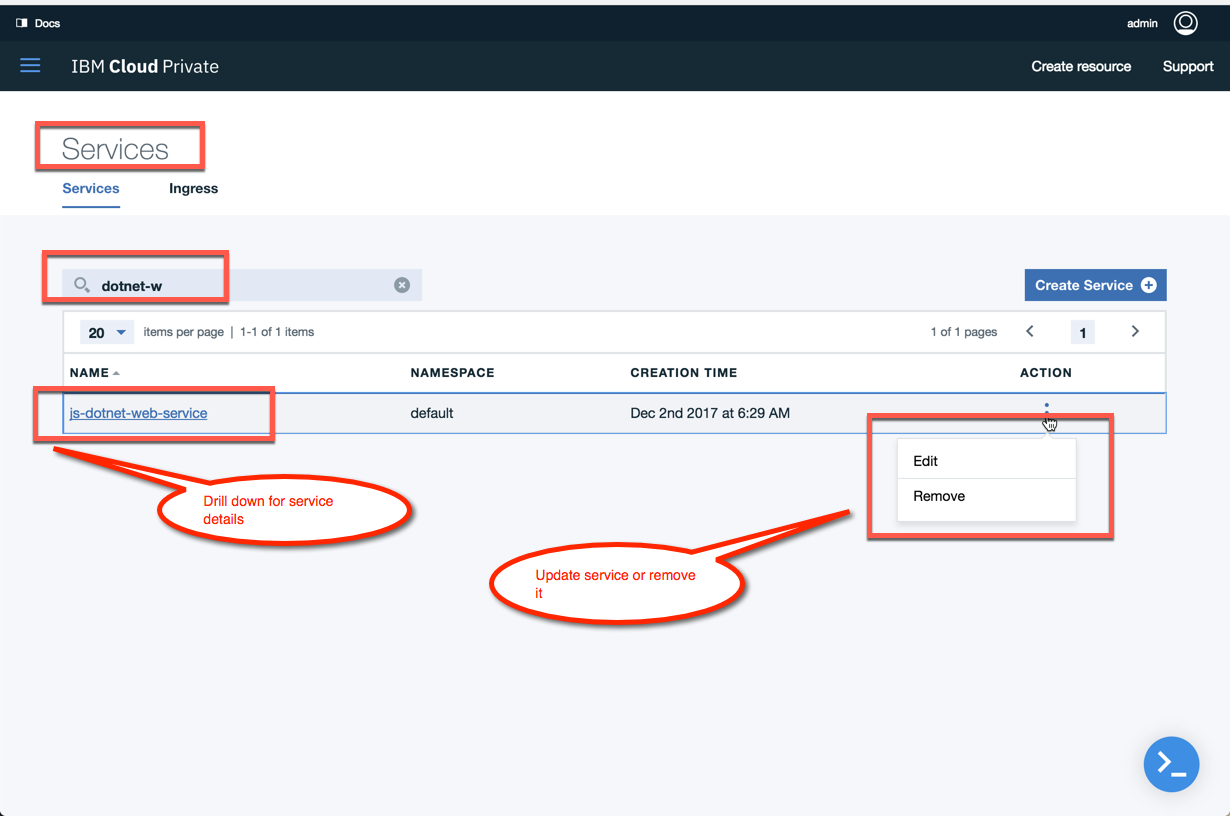 Docs
admin
IBM Cloud Private
Create resource
Support
Services
Services
Ingress
dotnet-w
Create Service
20
items per page | 1-1 of 1 items
1 of 1 pages
1
NAME
NAMESPACE
CREATION TIME
ACTION
js-dotnet-web-service
default
Dec 2nd 2017 at 6:29 AM
Edit
Remove
Drill down for service
details
Update service or remove
it